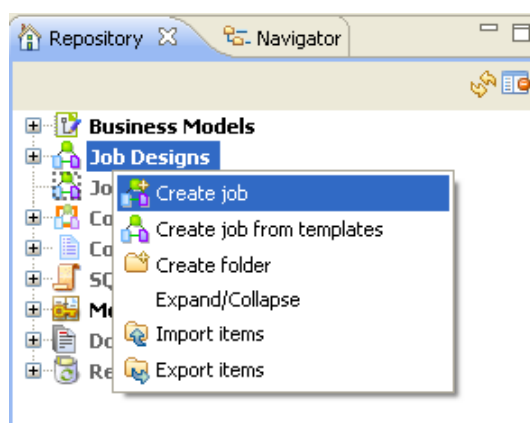 Repository Navigator
Business Models
Job Designs
Create job
Create job from templates
Create folder
Expand/Collapse
Import items
Export items